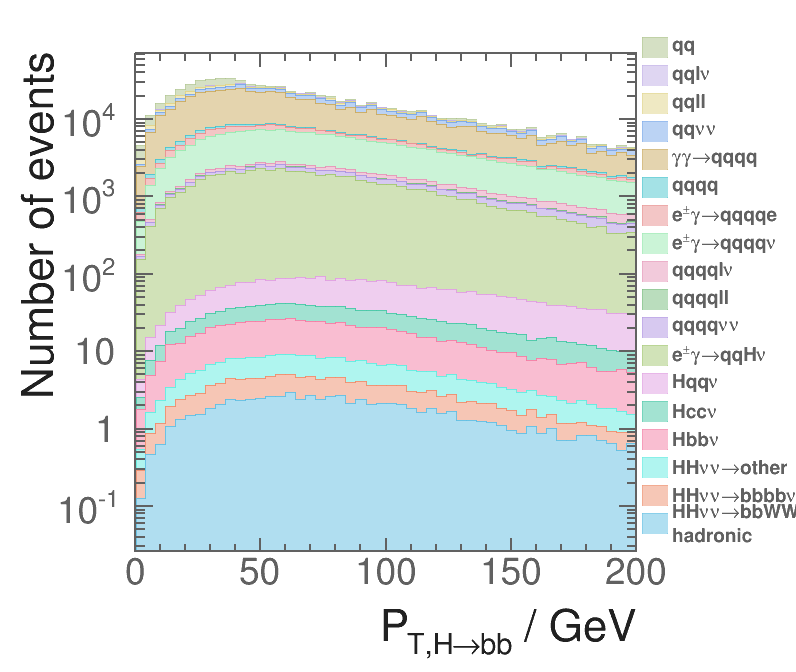 Number of events
10^4
10^3
10^2
10
1
10^-1
0 50 100 150 200
P_T,H→bb / GeV
qq
qqlν
qqll
qqνν
γγ→qqqq
qqqq
e^±γ→qqqqe
e^±γ→qqqqν
qqqqlν
qqqqll
qqqqνν
e^±γ→qqHν
Hqqν
Hccν
Hbbν
HHνν→other
HHνν→bbbbν
HHνν→bbWW
hadronic